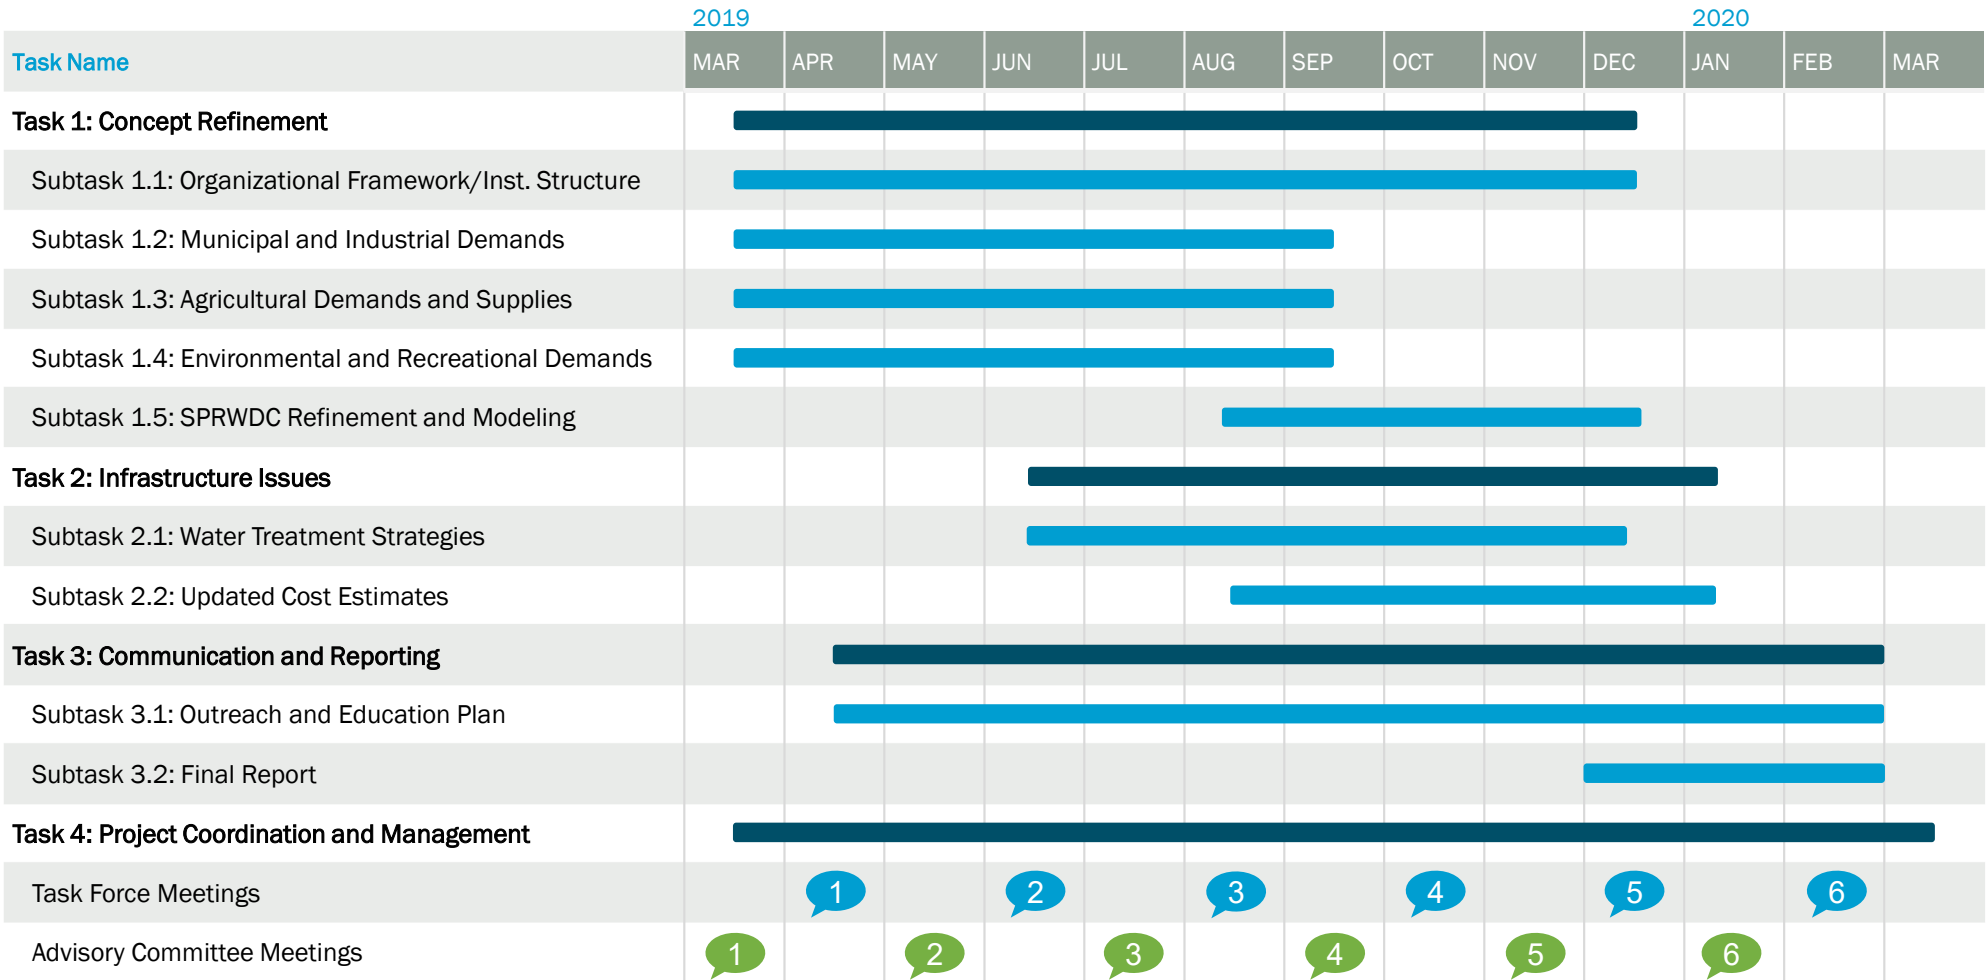 2019 2020
Task Name MAR APR MAY JUN JUL AUG SEP OCT NOV DEC JAN FEB MAR
Task 1: Concept Refinement
Subtask 1.1: Organizational Framework/Inst. Structure
Subtask 1.2: Municipal and Industrial Demands
Subtask 1.3: Agricultural Demands and Supplies
Subtask 1.4: Environmental and Recreational Demands
Subtask 1.5: SPRWDC Refinement and Modeling
Task 2: Infrastructure Issues
Subtask 2.1: Water Treatment Strategies
Subtask 2.2: Updated Cost Estimates
Task 3: Communication and Reporting
Subtask 3.1: Outreach and Education Plan
Subtask 3.2: Final Report
Task 4: Project Coordination and Management
Task Force Meetings 1 2 3 4 5 6
Advisory Committee Meetings 1 2 3 4 5 6